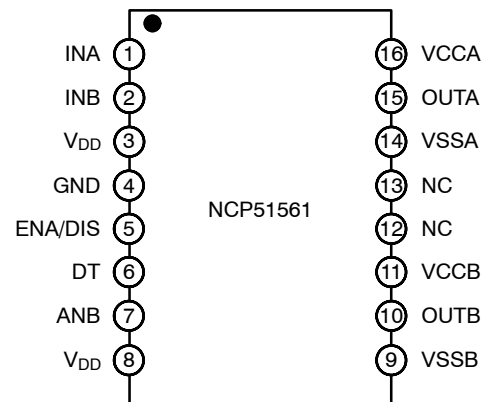 INA 1 16 VCCA
INB 2 15 OUTA
VDD 3 14 VSSA
GND 4 13 NC
NCP51561
ENA/DIS 5 12 NC
DT 6 11 VCCB
ANB 7 10 OUTB
VDD 8 9 VSSB